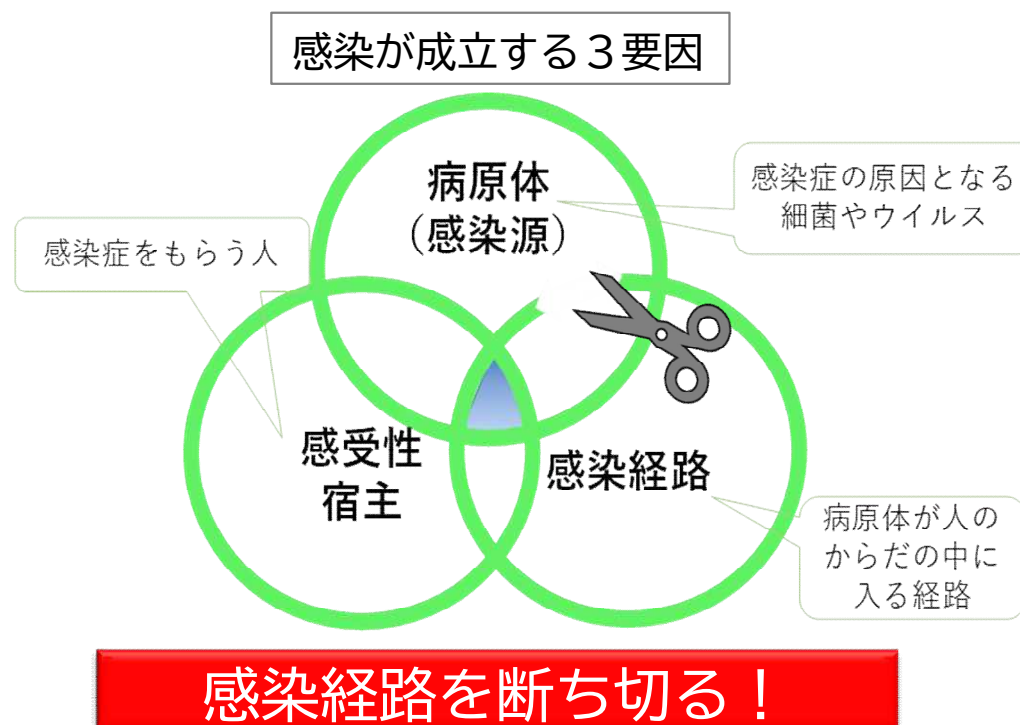 感染が成立する３要因
病原体
（感染源）
感染症の原因となる
細菌やウイルス
感染症をもらう人
感受性
宿主
感染経路
病原体が人の
からだの中に
入る経路
感染経路を断ち切る！